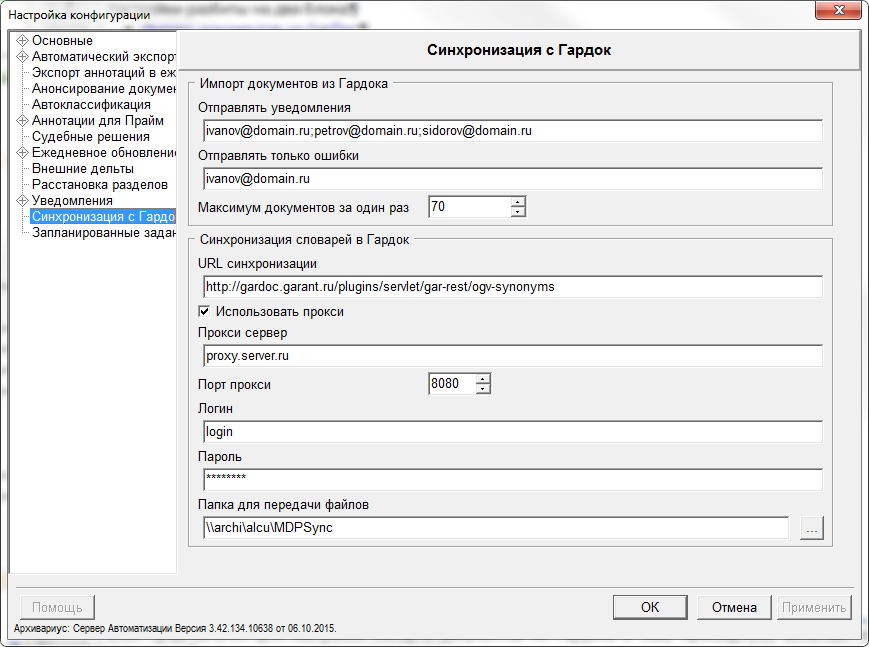 Настройка конфигурации
Основные
Автоматический экспорт
Экспорт аннотаций в еж
Анонсирование докумен
Автоклассификация
Аннотации для Прайм
Судебные решения
Ежедневное обновлени
Внешние дельты
Расстановка разделов
Уведомления
Синхронизация с Гардо
Запланированные задан
Синхронизация с Гардок
Импорт документов из Гардока
Отправлять уведомления
ivanov@domain.ru;petrov@domain.ru;sidorov@domain.ru
Отправлять только ошибки
ivanov@domain.ru
Максимум документов за один раз 70
Синхронизация словарей в Гардок
URL синхронизации
http://gardoc.garant.ru/plugins/servlet/gar-rest/ogv-synonyms
Использовать прокси
Прокси сервер
proxy.server.ru
Порт прокси 8080
Логин
login
Пароль
********
Папка для передачи файлов
\\archi\alcu\MDPSync
...
Помощь
ОК
Отмена
Применить
Архивариус: Сервер Автоматизации Версия 3.42.134.10638 от 06.10.2015.